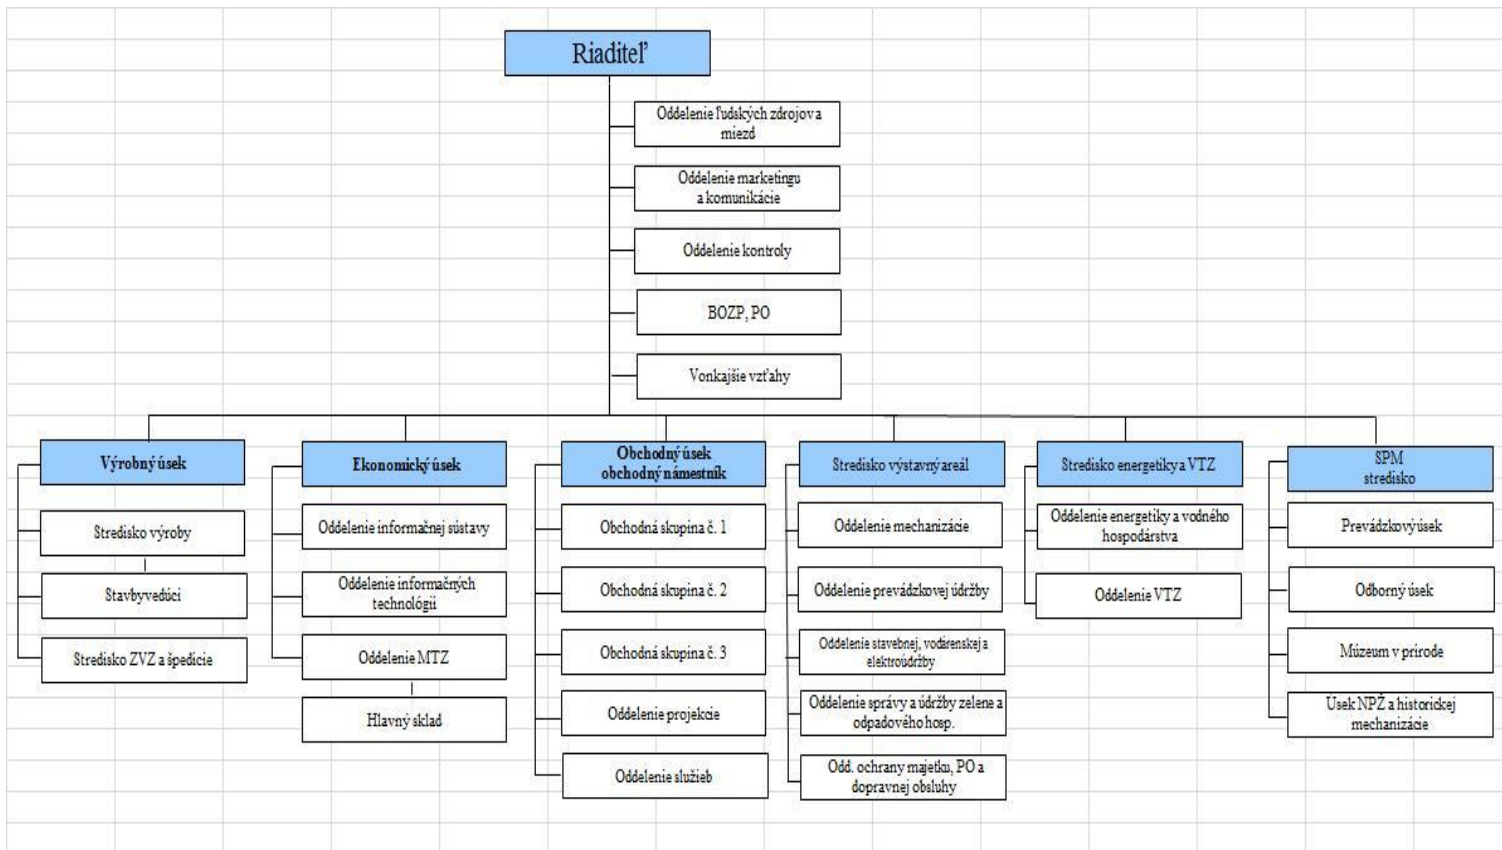 Riaditeľ
Oddelenie ľudských zdrojov a
miezd
Oddelenie marketingu
a komunikácie
Oddelenie kontroly
BOZP, PO
Vonkajšie vzťahy
Výrobný úsek
Stredisko výroby
Stavbyvedúci
Stredisko ZVZ a špedície
Ekonomický úsek
Oddelenie informačnej sústavy
Oddelenie informačných
technológií
Oddelenie MTZ
Hlavný sklad
Obchodný úsek
obchodný námestník
Obchodná skupina č. 1
Obchodná skupina č. 2
Obchodná skupina č. 3
Oddelenie projekcie
Oddelenie služieb
Stredisko výstavný areál
Oddelenie mechanizácie
Oddelenie prevádzkovej údržby
Oddelenie stavebnej, vodárenskej a
elektroúdržby
Oddelenie správy a údržby zelene a
odpadového hosp.
Odd. ochrany majetku, PO a
dopravnej obsluhy
Stredisko energetiky a VTZ
Oddelenie energetiky a vodného
hospodárstva
Oddelenie VTZ
SPM
stredisko
Prevádzkový úsek
Odborný úsek
Múzeum v prírode
Úsek NPŽ a historickej
mechanizácie